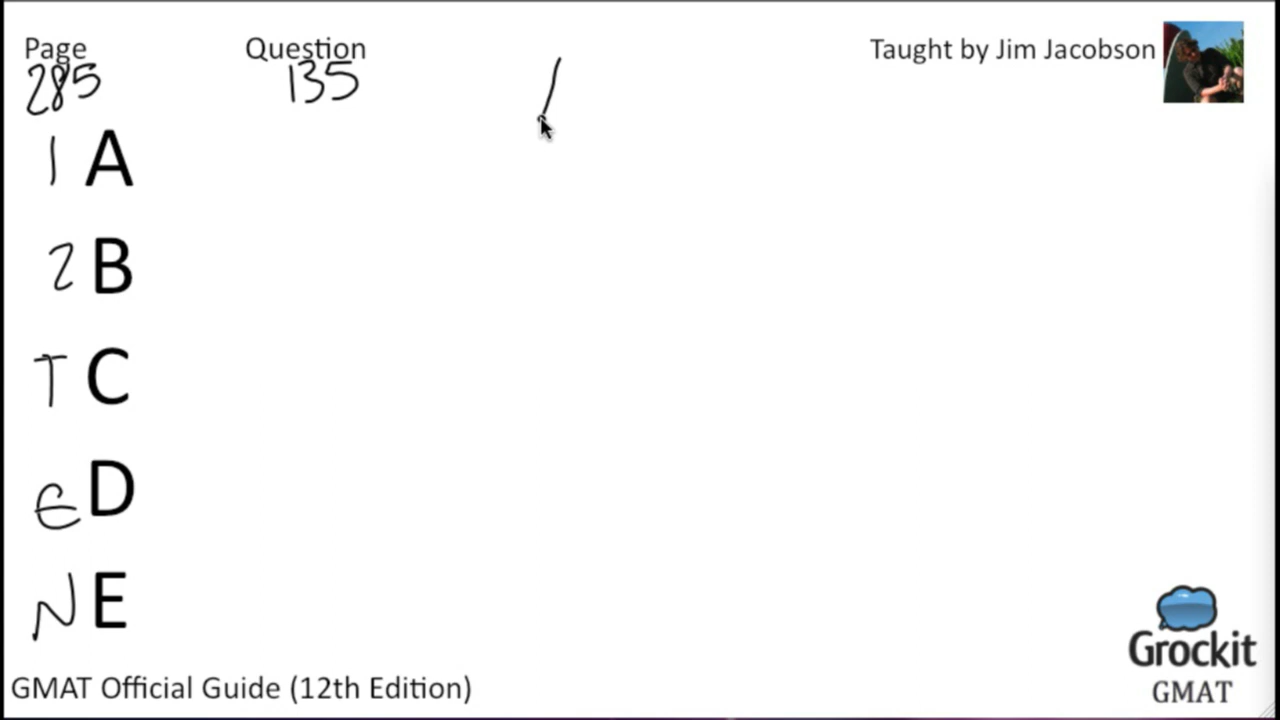 Page Question Taught by Jim Jacobson
285 135
1 A
2 B
T C
E D
N E
Grockit
GMAT
GMAT Official Guide (12th Edition)